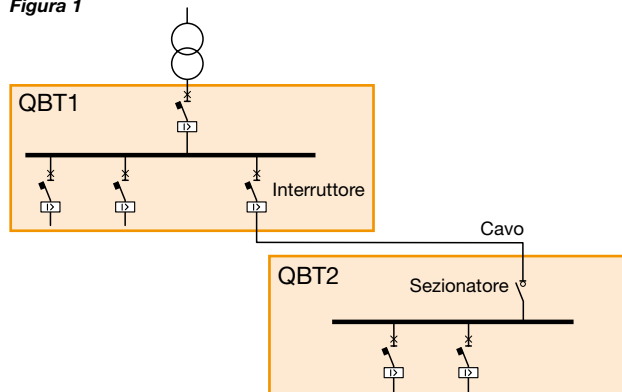 Figura 1
QBT1
I>
I>
I>
I>
Interruttore
Cavo
QBT2
Sezionatore
I>
I>